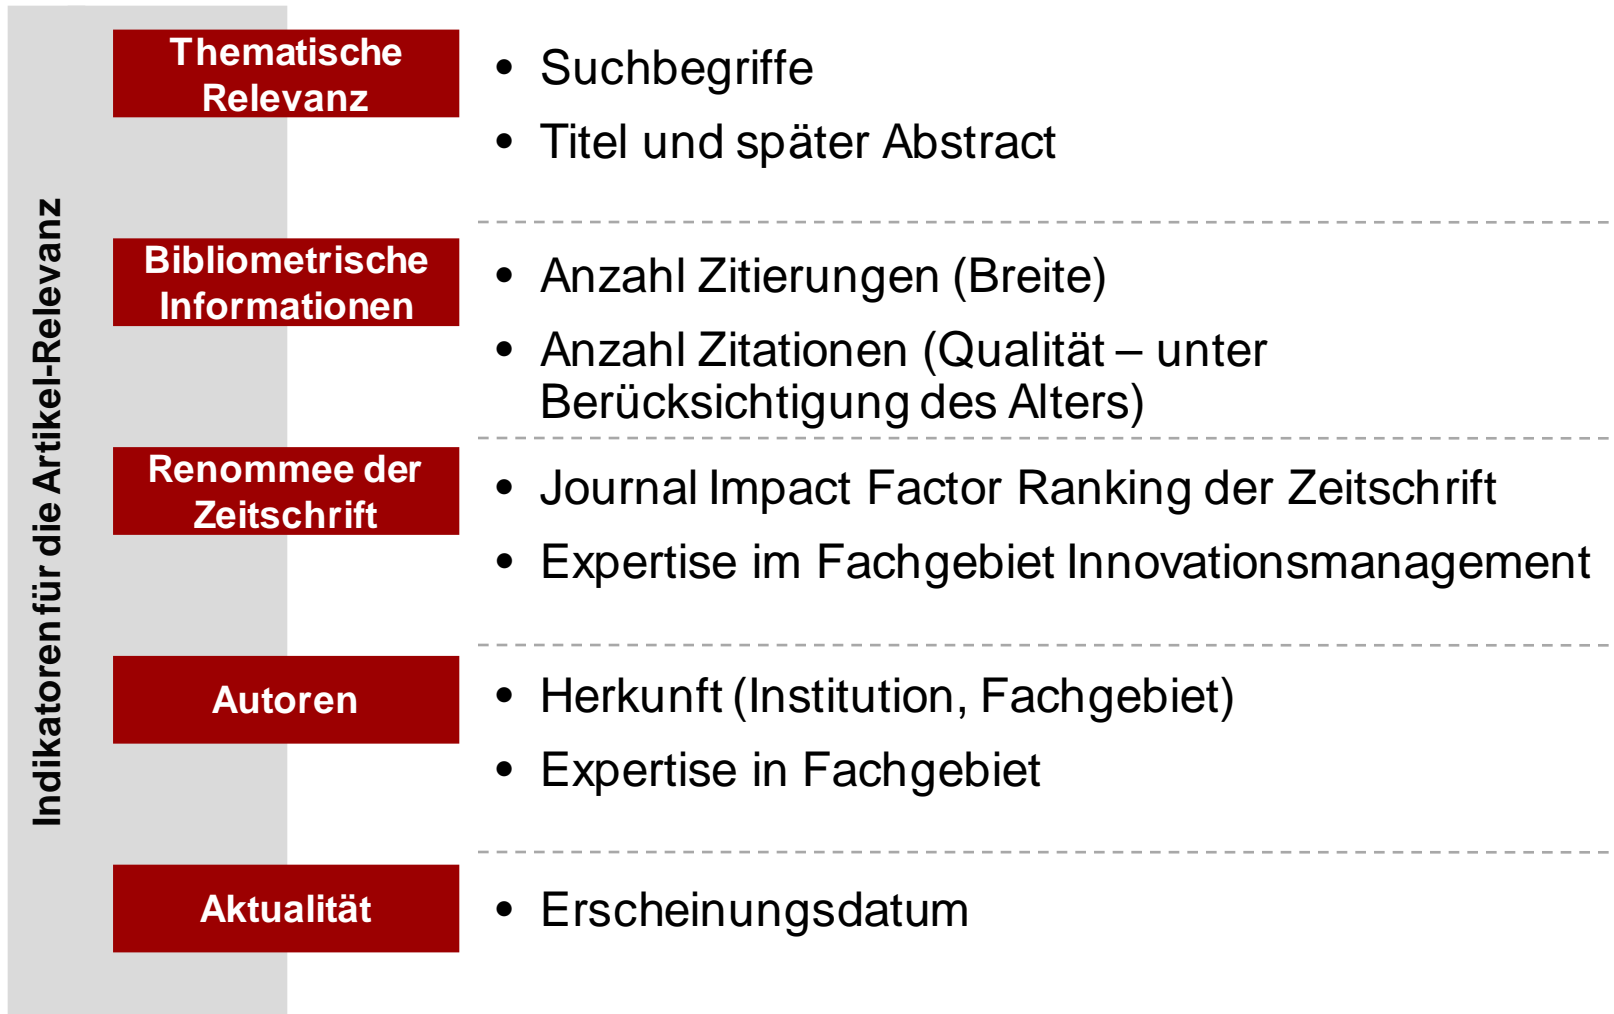 Indikatoren für die Artikel-Relevanz
Thematische
Relevanz
• Suchbegriffe
• Titel und später Abstract
Bibliometrische
Informationen
• Anzahl Zitierungen (Breite)
• Anzahl Zitationen (Qualität – unter
Berücksichtigung des Alters)
Renommee der
Zeitschrift
• Journal Impact Factor Ranking der Zeitschrift
• Expertise im Fachgebiet Innovationsmanagement
Autoren
• Herkunft (Institution, Fachgebiet)
• Expertise in Fachgebiet
Aktualität
• Erscheinungsdatum